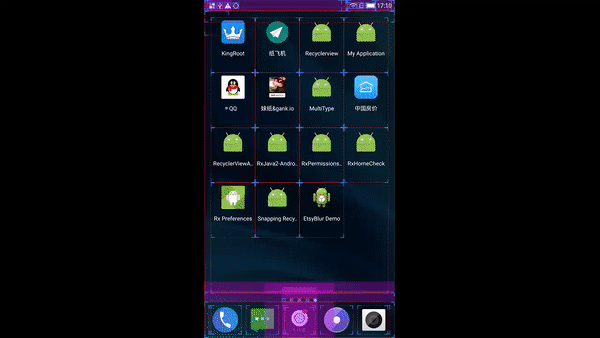 17:10
KingRoot
纸飞机
Recyclerview
My Application
QQ
妹纸&gank.io
MultiType
中国房价
RecyclerViewA..
RxJava2-Andro..
RxPermissions..
RxHomeCheck
Rx Preferences
Snapping Recy..
EtsyBlur Demo